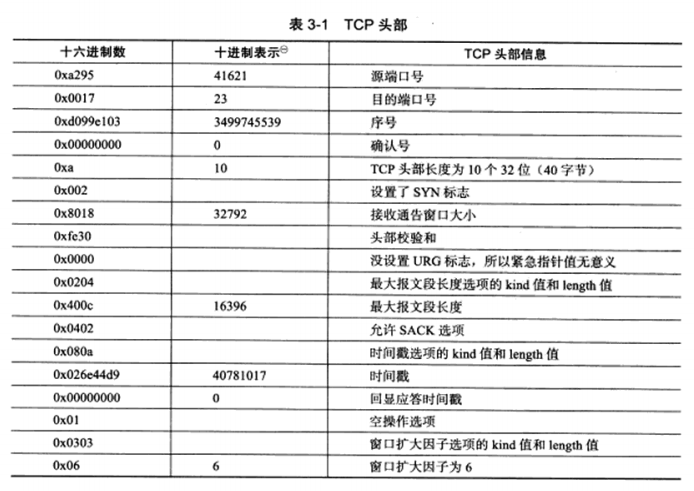 表 3-1 TCP 头部
十六进制数 十进制表示㊀ TCP 头部信息
0xa295 41621 源端口号
0x0017 23 目的端口号
0xd099e103 3499745539 序号
0x00000000 0 确认号
0xa 10 TCP 头部长度为 10 个 32 位（40 字节）
0x002 设置了 SYN 标志
0x8018 32792 接收通告窗口大小
0xfe30 头部校验和
0x0000 没设置 URG 标志，所以紧急指针值无意义
0x0204 最大报文段长度选项的 kind 值和 length 值
0x400c 16396 最大报文段长度
0x0402 允许 SACK 选项
0x080a 时间戳选项的 kind 值和 length 值
0x026e44d9 40781017 时间戳
0x00000000 0 回显应答时间戳
0x01 空操作选项
0x0303 窗口扩大因子选项的 kind 值和 length 值
0x06 6 窗口扩大因子为 6